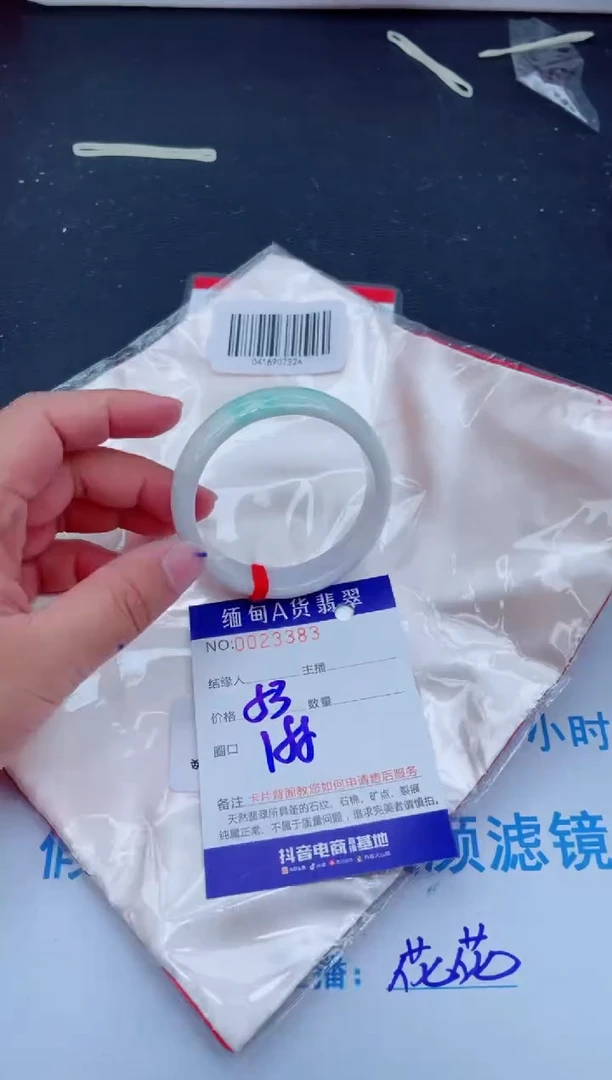 0416907324
缅甸A货翡翠
NO:0023383
结缘人 主播
价格 数量
圈口
备注 卡片背面教您如何申请售后服务
天然翡翠所具备的石纹、石棉、矿点、裂候
纯属正常、不属于质量问题，追求完美者请慎拍。
抖音电商直播基地
小时
滤镜
播：花花